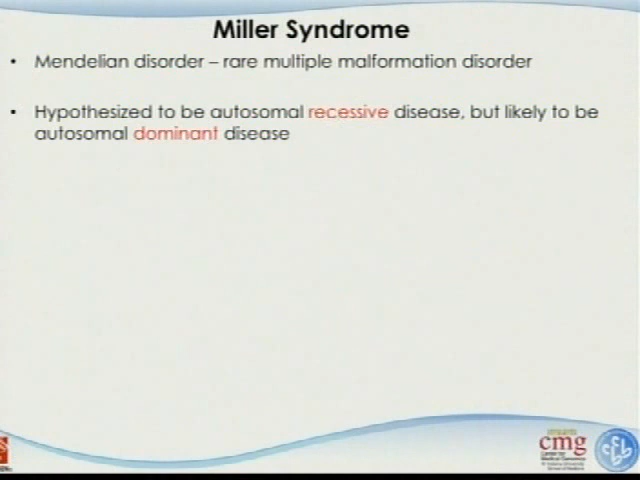 Miller Syndrome
• Mendelian disorder – rare multiple malformation disorder
• Hypothesized to be autosomal recessive disease, but likely to be
autosomal dominant disease
cmg